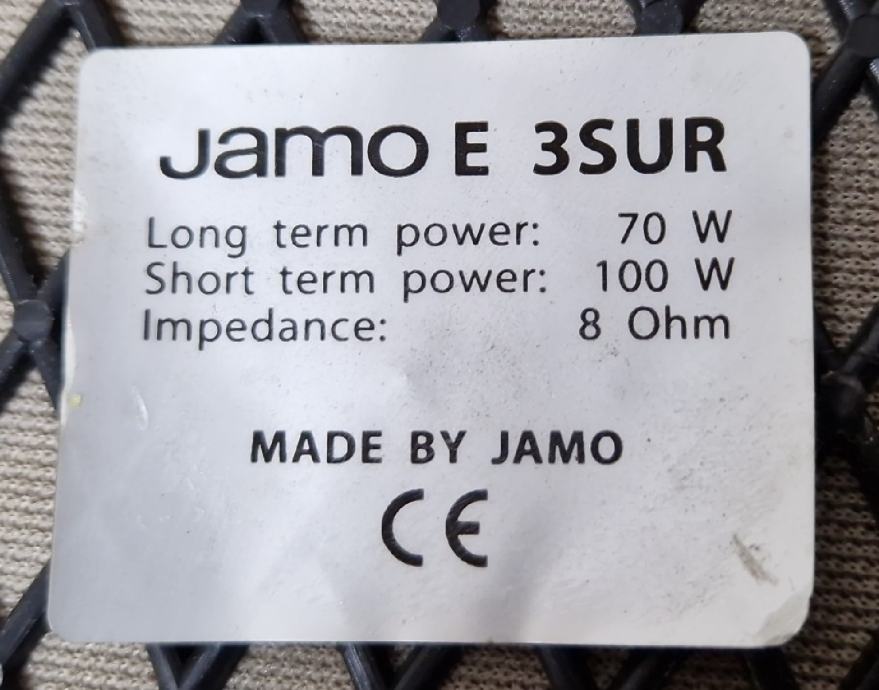 Jamo E 3SUR
Long term power: 70 W
Short term power: 100 W
Impedance: 8 Ohm
MADE BY JAMO
CE